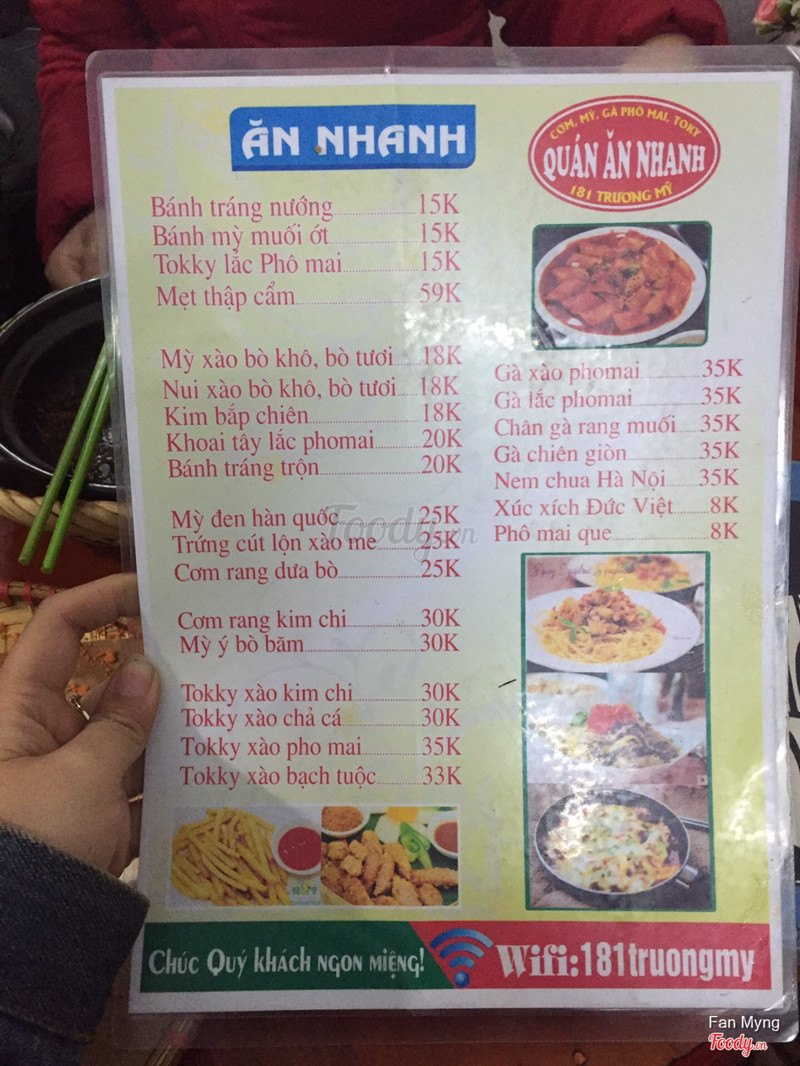 ĂN NHANH
CƠM, MỲ, GÀ PHÔ MAI, TOKY
QUÁN ĂN NHANH
181 TRƯƠNG MỸ
Bánh tráng nướng 15K
Bánh mỳ muối ớt 15K
Tokky lắc Phô mai 15K
Mẹt thập cẩm 59K
Mỳ xào bò khô, bò tươi 18K
Nui xào bò khô, bò tươi 18K
Kim bắp chiên 18K
Khoai tây lắc phomai 20K
Bánh tráng trộn 20K
Mỳ đen hàn quốc 25K
Trứng cút lộn xào me 25K
Cơm rang dưa bò 25K
Cơm rang kim chi 30K
Mỳ ý bò băm 30K
Tokky xào kim chi 30K
Tokky xào chả cá 30K
Tokky xào pho mai 35K
Tokky xào bạch tuộc 33K
Gà xào phomai 35K
Gà lắc phomai 35K
Chân gà rang muối 35K
Gà chiên giòn 35K
Nem chua Hà Nội 35K
Xúc xích Đức Việt 8K
Phô mai que 8K
Foody.vn
Chúc Quý khách ngon miệng!
Wifi:181truongmy
Fan Myng
Foody.vn